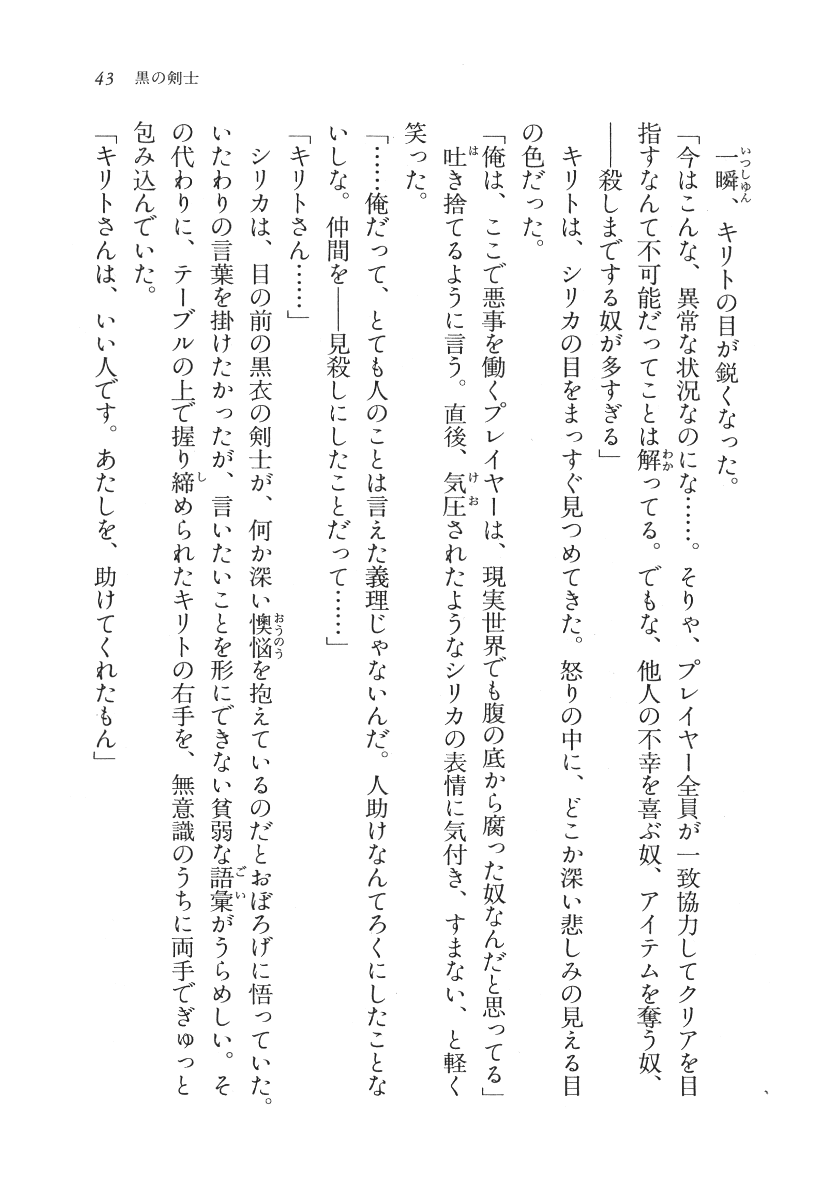 43 黒の剣士
一瞬、キリトの目が鋭くなった。
「今はこんな、異常な状況なのにな……。そりゃ、プレイヤー全員が一致協力してクリアを目
指すなんて不可能だってことは解ってる。でもな、他人の不幸を喜ぶ奴、アイテムを奪う奴、
――殺しまでする奴が多すぎる」
キリトは、シリカの目をまっすぐ見つめてきた。怒りの中に、どこか深い悲しみの見える目
の色だった。
「俺は、ここで悪事を働くプレイヤーは、現実世界でも腹の底から腐った奴なんだと思ってる」
吐き捨てるように言う。直後、気圧されたようなシリカの表情に気付き、すまない、と軽く
笑った。
「……俺だって、とても人のことは言えた義理じゃないんだ。人助けなんてろくにしたことな
いしな。仲間を――見殺しにしたことだって……」
「キリトさん……」
シリカは、目の前の黒衣の剣士が、何か深い懊悩を抱えているのだとおぼろげに悟っていた。
いたわりの言葉を掛けたかったが、言いたいことを形にできない貧弱な語彙がうらめしい。そ
の代わりに、テーブルの上で握り締められたキリトの右手を、無意識のうちに両手でぎゅっと
包み込んでいた。
「キリトさんは、いい人です。あたしを、助けてくれたもん」